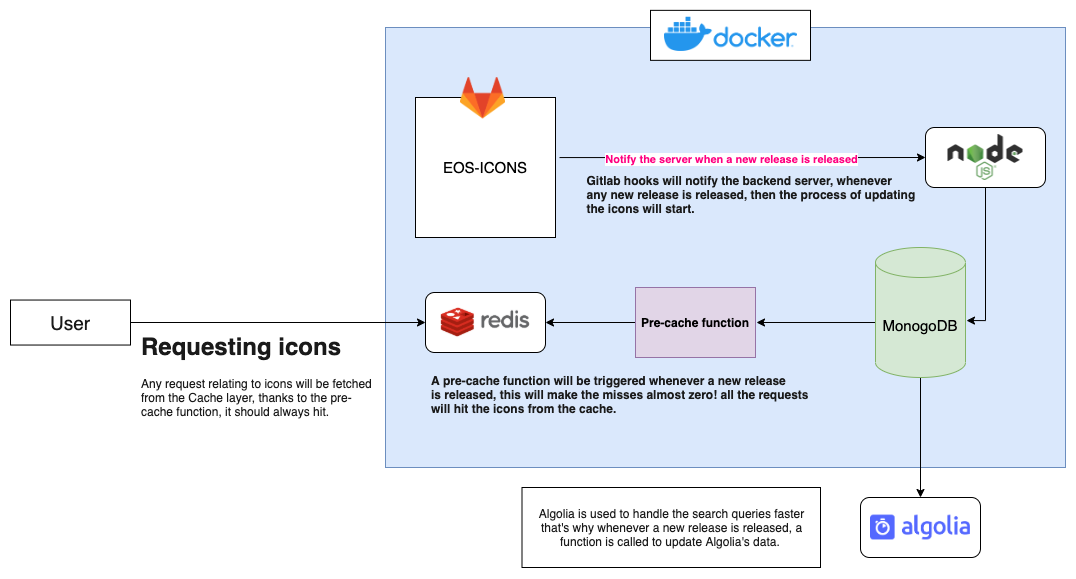 docker
EOS-ICONS
Notify the server when a new release is released
node
JS
Gitlab hooks will notify the backend server, whenever
any new release is released, then the process of updating
the icons will start.
User
redis
Pre-cache function
MonogoDB
Requesting icons
Any request relating to icons will be fetched
from the Cache layer, thanks to the pre-
cache function, it should always hit.
A pre-cache function will be triggered whenever a new release
is released, this will make the misses almost zero! all the requests
will hit the icons from the cache.
Algolia is used to handle the search queries faster
that's why whenever a new release is released, a
function is called to update Algolia's data.
algolia